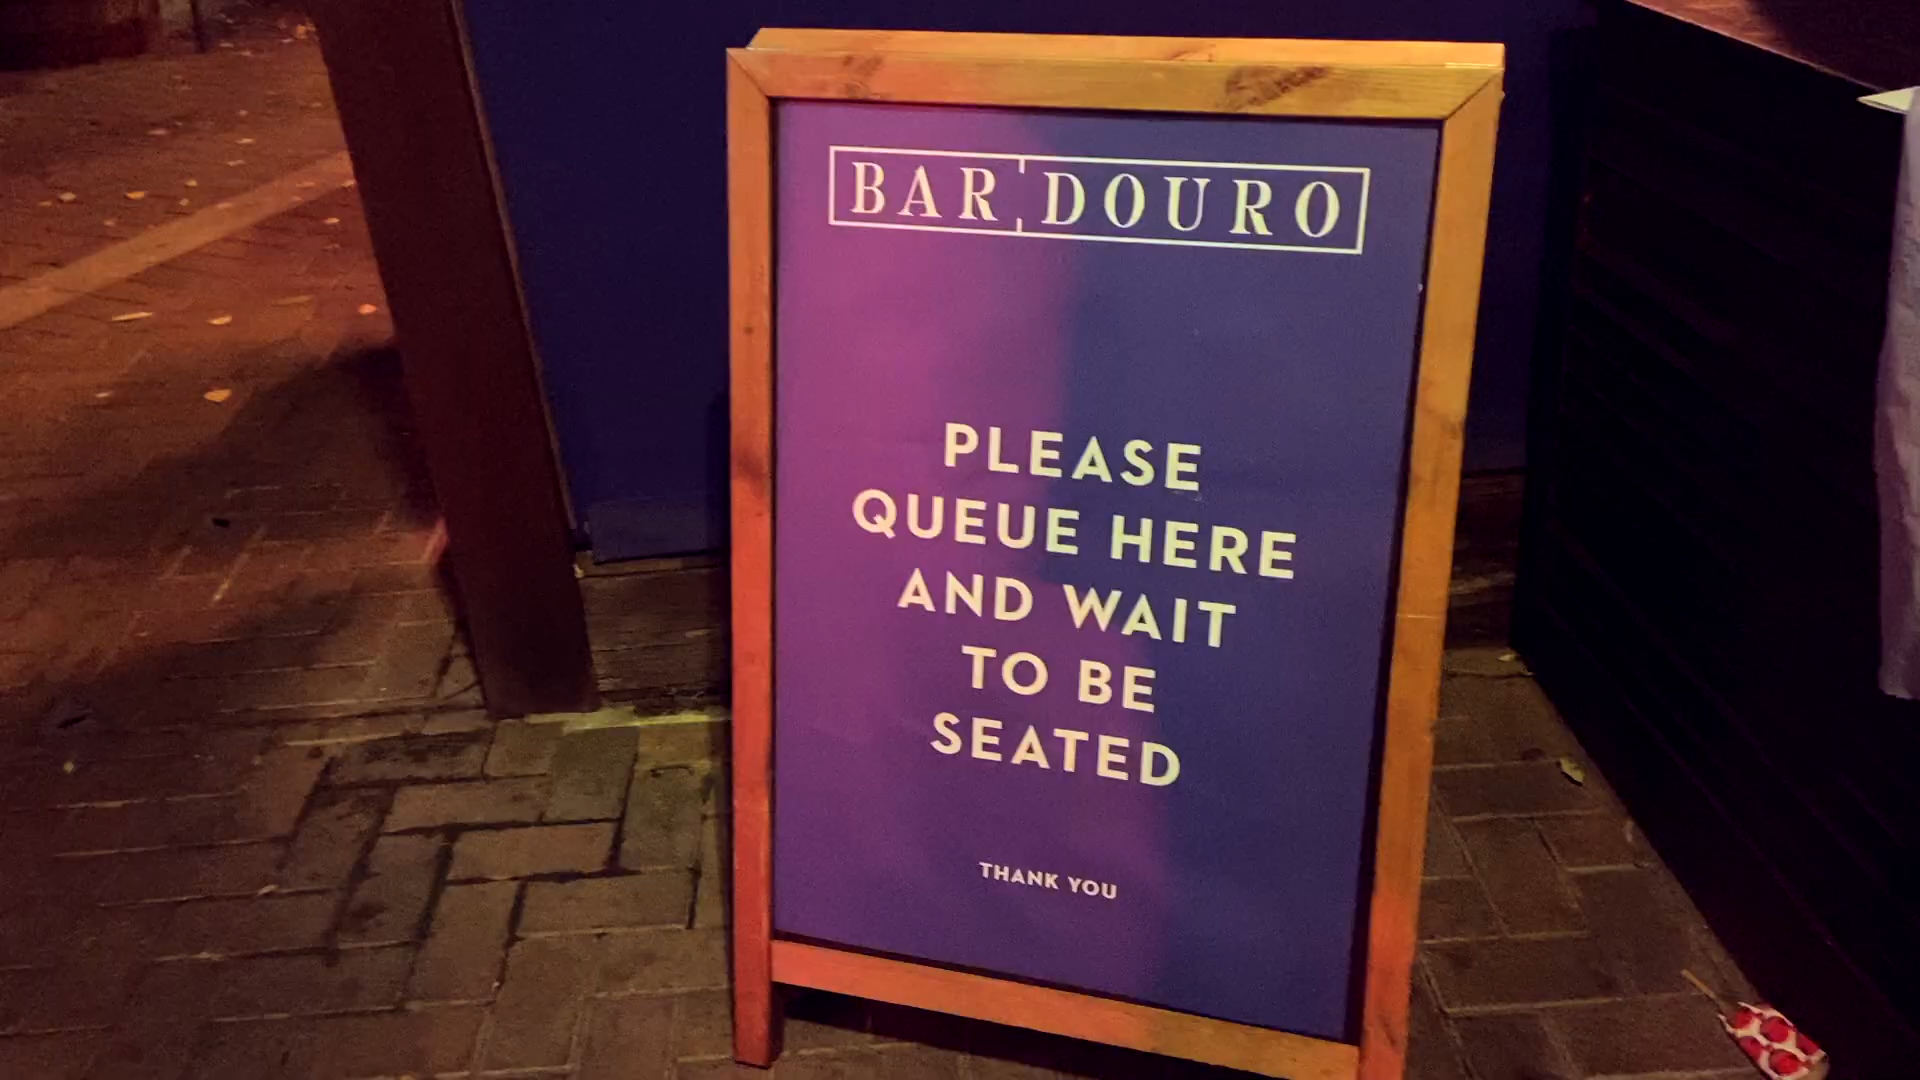 BAR DOURO
PLEASE
QUEUE HERE
AND WAIT
TO BE
SEATED
THANK YOU